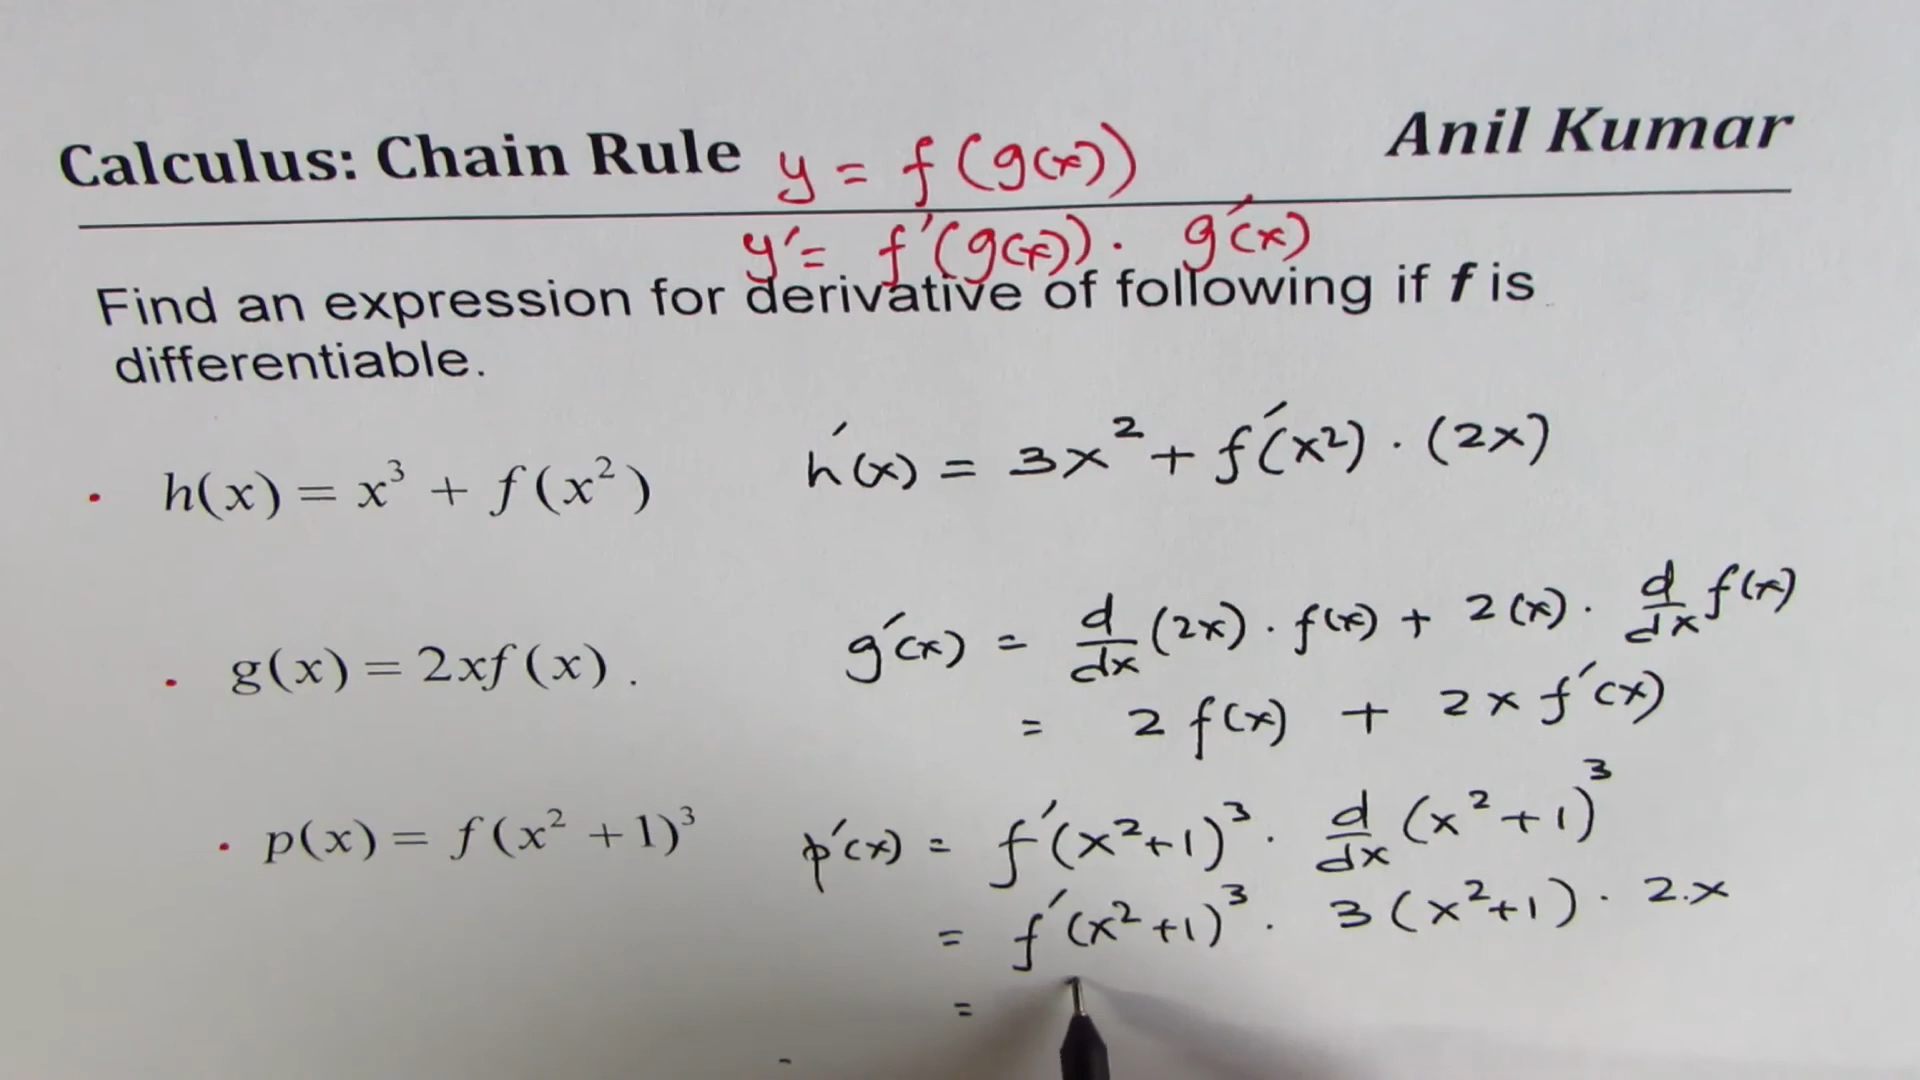 Calculus: Chain Rule y = f(g(x)) Anil Kumar
y' = f'(g(x)) · g'(x)
Find an expression for derivative of following if f is
differentiable.
• h(x) = x³ + f(x²) h'(x) = 3x² + f'(x²) · (2x)
• g(x) = 2xf(x) . g'(x) = d/dx (2x) · f(x) + 2(x) · d/dx f(x)
= 2 f(x) + 2x f'(x)
• p(x) = f(x² + 1)³ p'(x) = f'(x²+1)³ · d/dx (x²+1)³
= f'(x²+1)³ · 3(x²+1) · 2.x
=